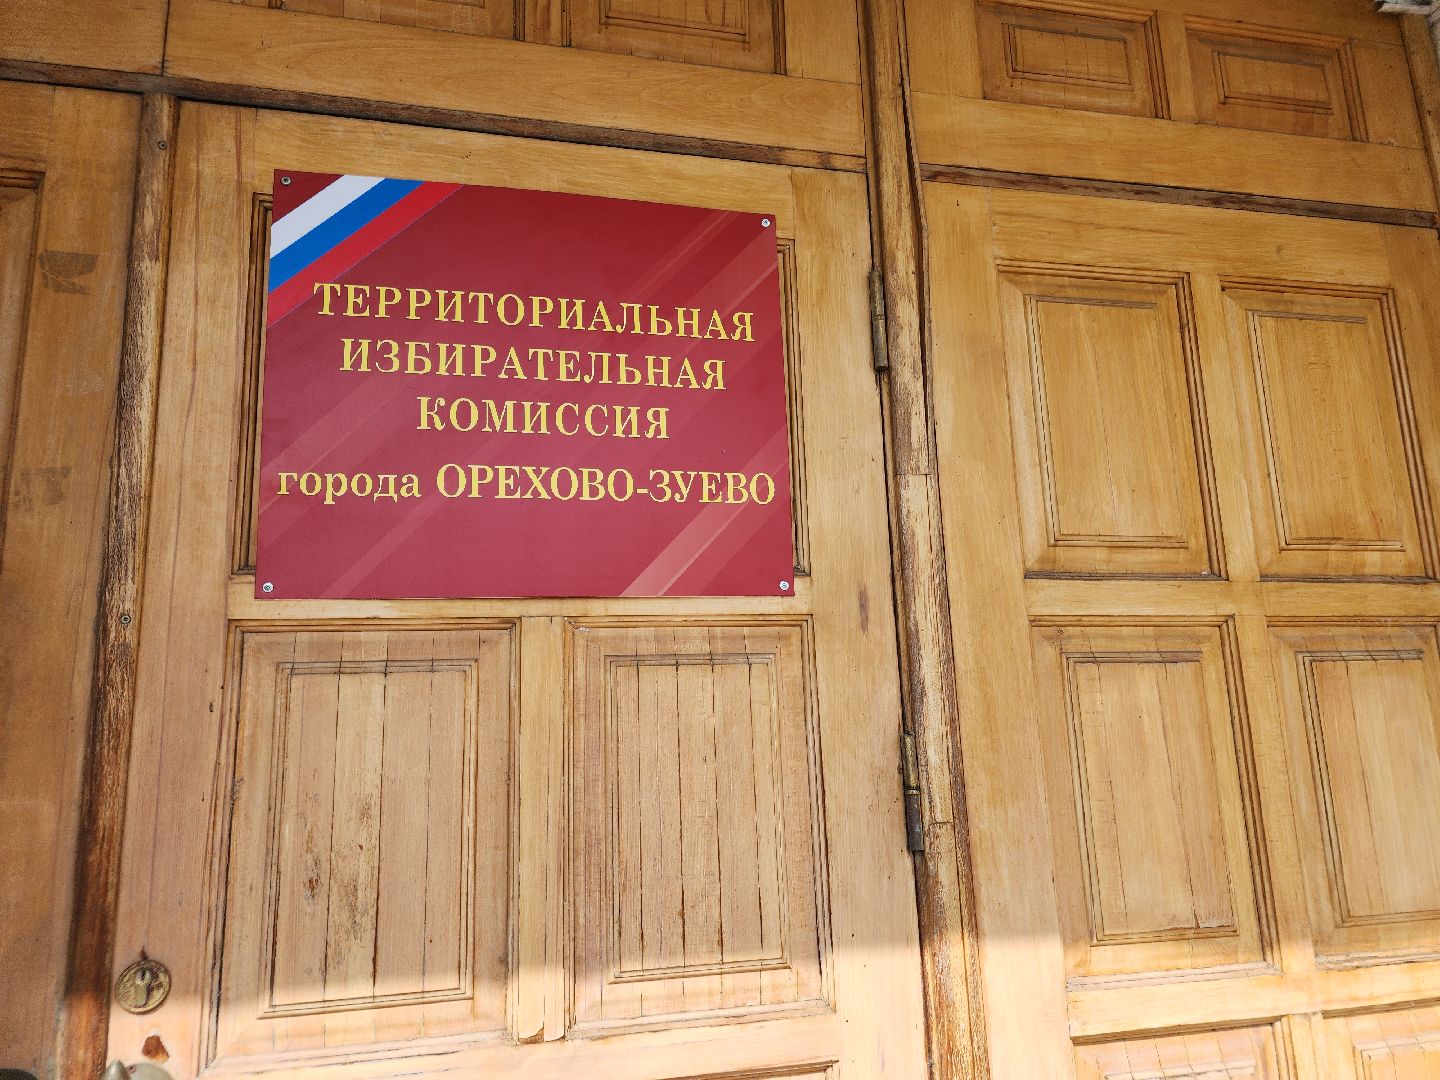 ТЕРРИТОРИАЛЬНАЯ
ИЗБИРАТЕЛЬНАЯ
КОМИССИЯ
города ОРЕХОВО-ЗУЕВО